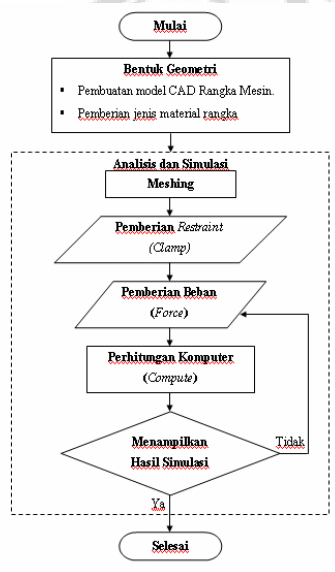 Mulai
Bentuk Geometri
▪ Pembuatan model CAD Rangka Mesin.
▪ Pemberian jenis material rangka
Analisis dan Simulasi
Meshing
Pemberian Restraint
(Clamp)
Pemberian Beban
(Force)
Perhitungan Komputer
(Compute)
Menampilkan
Hasil Simulasi
Tidak
Ya
Selesai